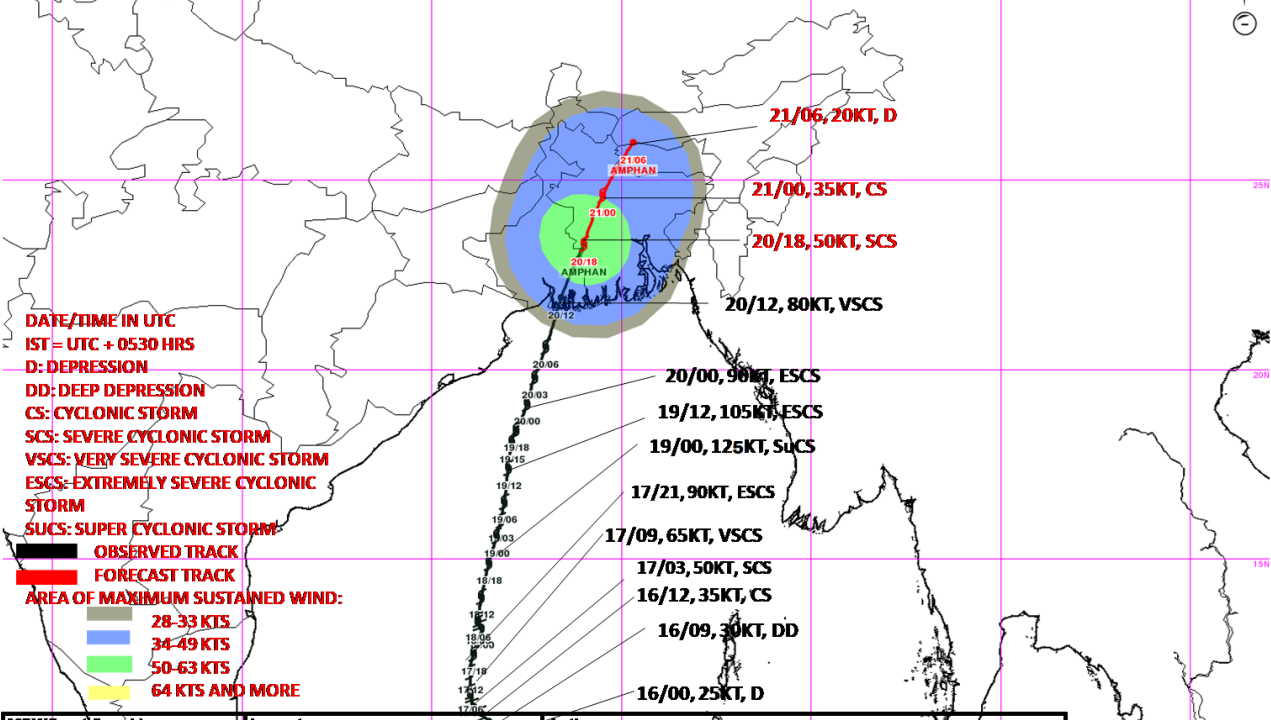 21/06, 20KT, D
21/06
AMPHAN
25N
21/00, 35KT, CS
21/00
20/18, 50KT, SCS
20/18
AMPHAN
20/12, 80KT, VSCS
20/12
DATE/TIME IN UTC
IST = UTC + 0530 HRS
D: DEPRESSION
DD: DEEP DEPRESSION
CS: CYCLONIC STORM
SCS: SEVERE CYCLONIC STORM
VSCS: VERY SEVERE CYCLONIC STORM
ESCS: EXTREMELY SEVERE CYCLONIC
STORM
SUCS: SUPER CYCLONIC STORM
OBSERVED TRACK
FORECAST TRACK
AREA OF MAXIMUM SUSTAINED WIND:
28-33 KTS
34-49 KTS
50-63 KTS
64 KTS AND MORE
20/06
20N
20/00, 90KT, ESCS
20/03
19/12, 105KT, ESCS
20/00
19/00, 125KT, SuCS
19/18
19/15
19/12
17/21, 90KT, ESCS
19/06
17/09, 65KT, VSCS
19/03
19/00
15N
17/03, 50KT, SCS
18/18
16/12, 35KT, CS
18/12
16/09, 30KT, DD
18/06
17/18
17/12
16/00, 25KT, D
17/06